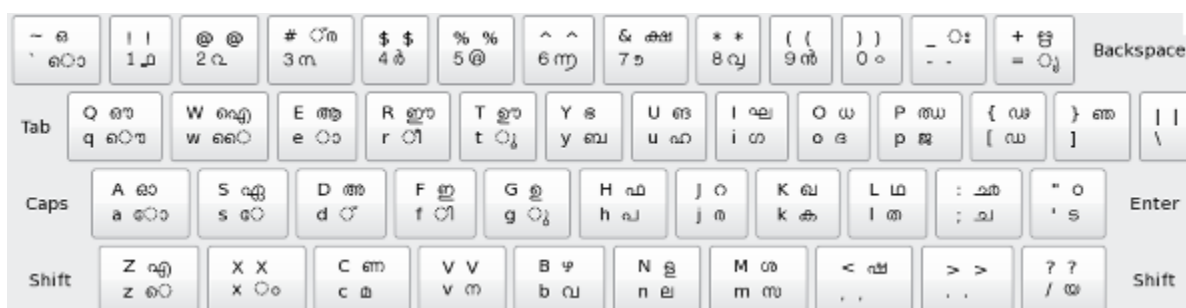 ~ ഒ ! ! @ @ # ്ര $ $ % % ^ ^ & ക്ഷ * * ( ( ) ) _ ഃ + ഋ
` ൊ 1 ൧ 2 ൨ 3 ൩ 4 ൪ 5 ൫ 6 ൬ 7 ൭ 8 ൮ 9 ൯ 0 ൦ - - = ൃ Backspace
Q ഔ W ഐ E ആ R ഈ T ഊ Y ഭ U ങ I ഘ O ധ P ഝ { ഢ } ഞ | |
Tab q ൌ w ൈ e ാ r ീ t ൂ y ബ u ഹ i ഗ o ദ p ജ [ ഡ ] \
A ഓ S ഏ D അ F ഇ G ഉ H ഫ J റ K ഖ L ഥ : ഛ " ഠ
Caps a ോ s േ d ് f ി g ു h പ j ര k ക l ത ; ച ' ട Enter
Z എ X X C ണ V V B ഴ N ള M ശ < ഷ > > ? ?
Shift z െ x ം c മ v ന b വ n ല m സ , , . . / യ Shift